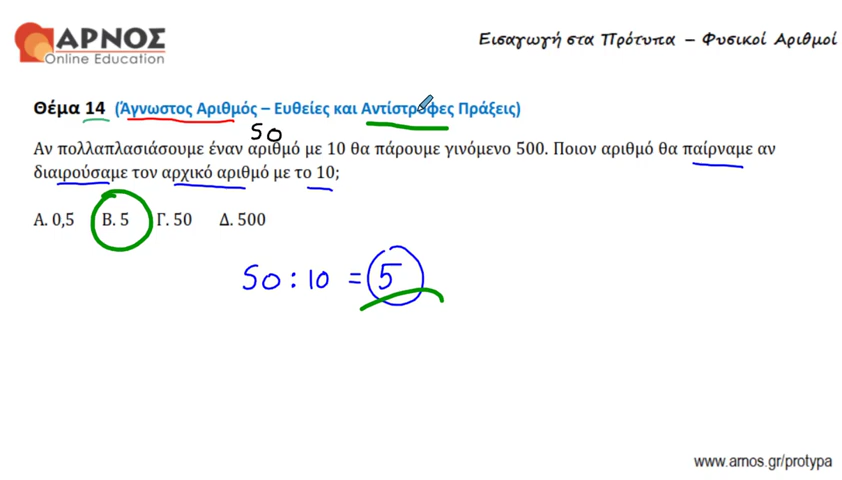 ΑΡΝΟΣ
Online Education
Εισαγωγή στα Πρότυπα – Φυσικοί Αριθμοί
Θέμα 14 (Άγνωστος Αριθμός – Ευθείες και Αντίστροφες Πράξεις)
50
Αν πολλαπλασιάσουμε έναν αριθμό με 10 θα πάρουμε γινόμενο 500. Ποιον αριθμό θα παίρναμε αν
διαιρούσαμε τον αρχικό αριθμό με το 10;
Α. 0,5 Β. 5 Γ. 50 Δ. 500
50 : 10 = 5
www.arnos.gr/protypa